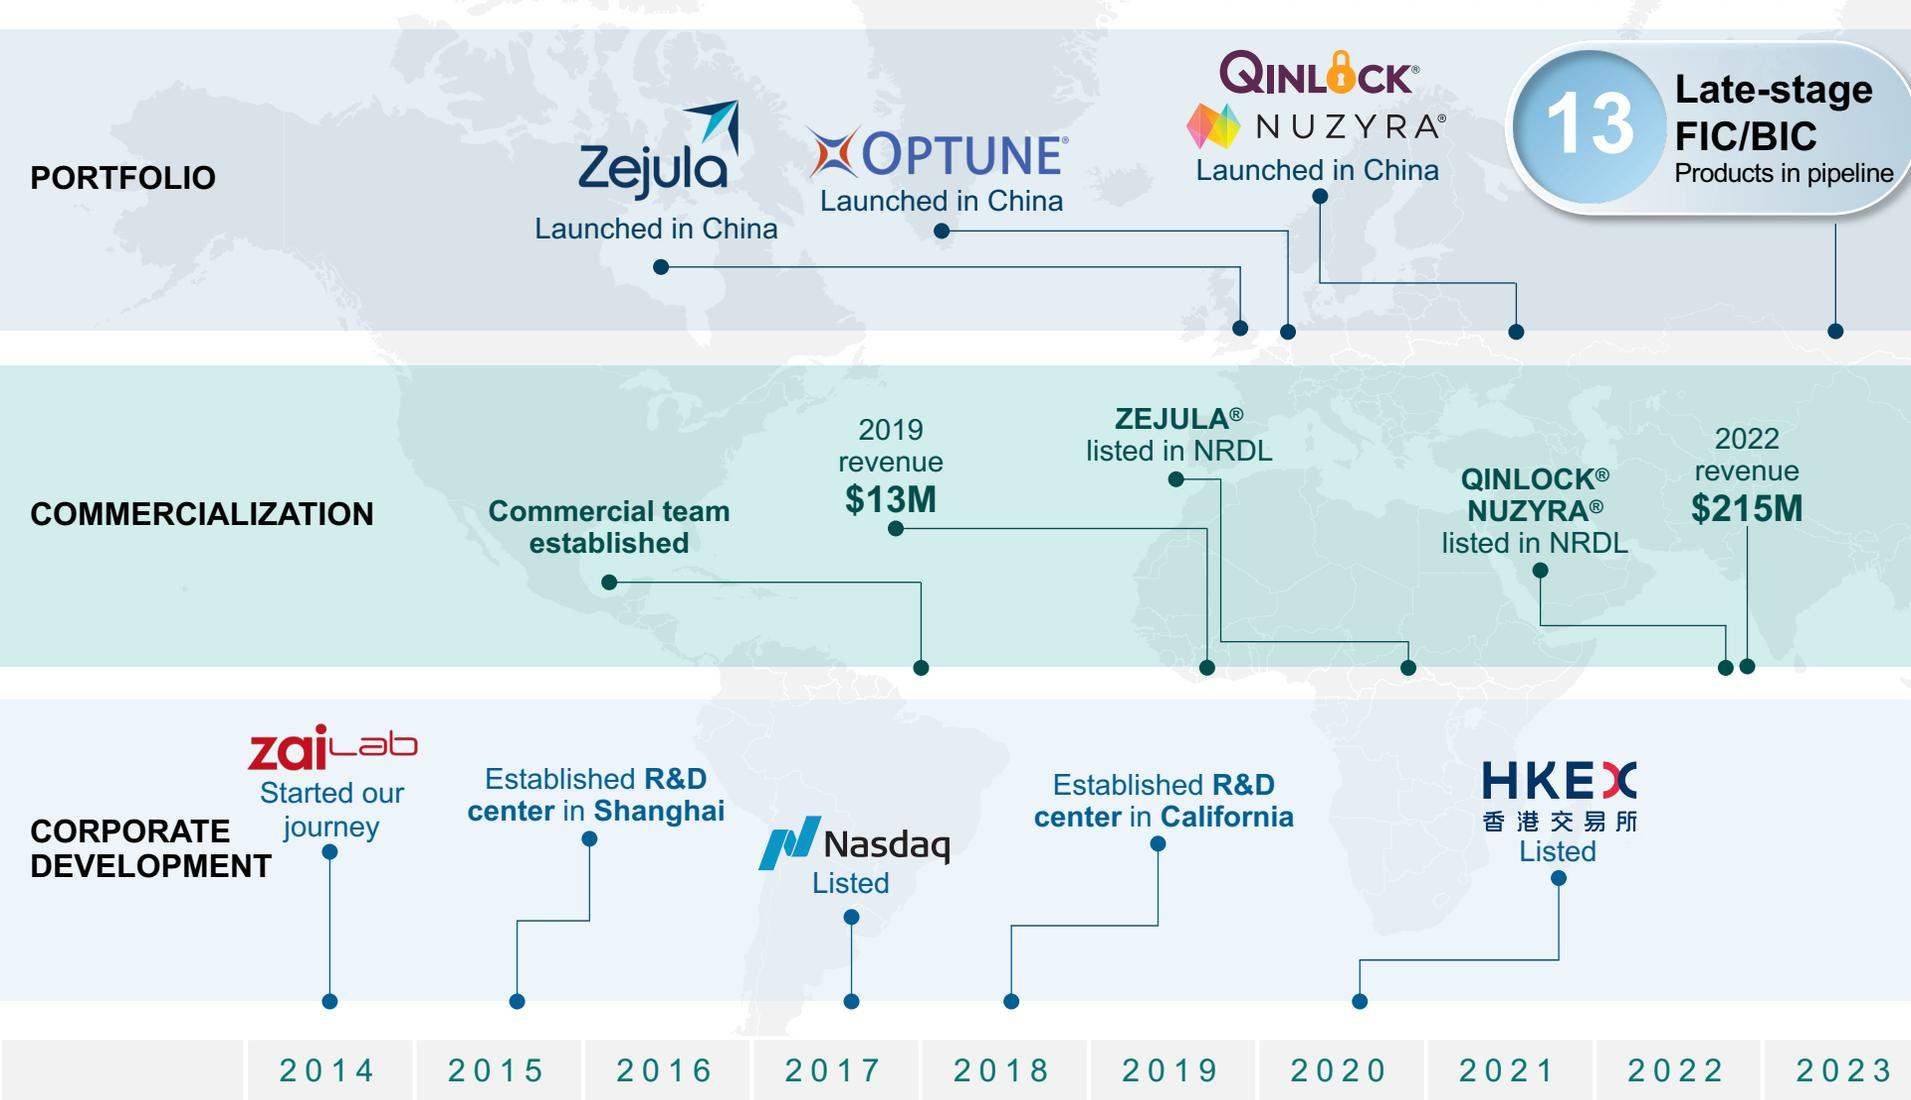 PORTFOLIO
Zejula
Launched in China
OPTUNE®
Launched in China
QINLOCK®
NUZYRA®
Launched in China
13
Late-stage
FIC/BIC
Products in pipeline
COMMERCIALIZATION
Commercial team
established
2019
revenue
$13M
ZEJULA®
listed in NRDL
QINLOCK®
NUZYRA®
listed in NRDL
2022
revenue
$215M
CORPORATE
DEVELOPMENT
zaiLab
Started our
journey
Established R&D
center in Shanghai
Nasdaq
Listed
Established R&D
center in California
HKEX
香港交易所
Listed
2014
2015
2016
2017
2018
2019
2020
2021
2022
2023